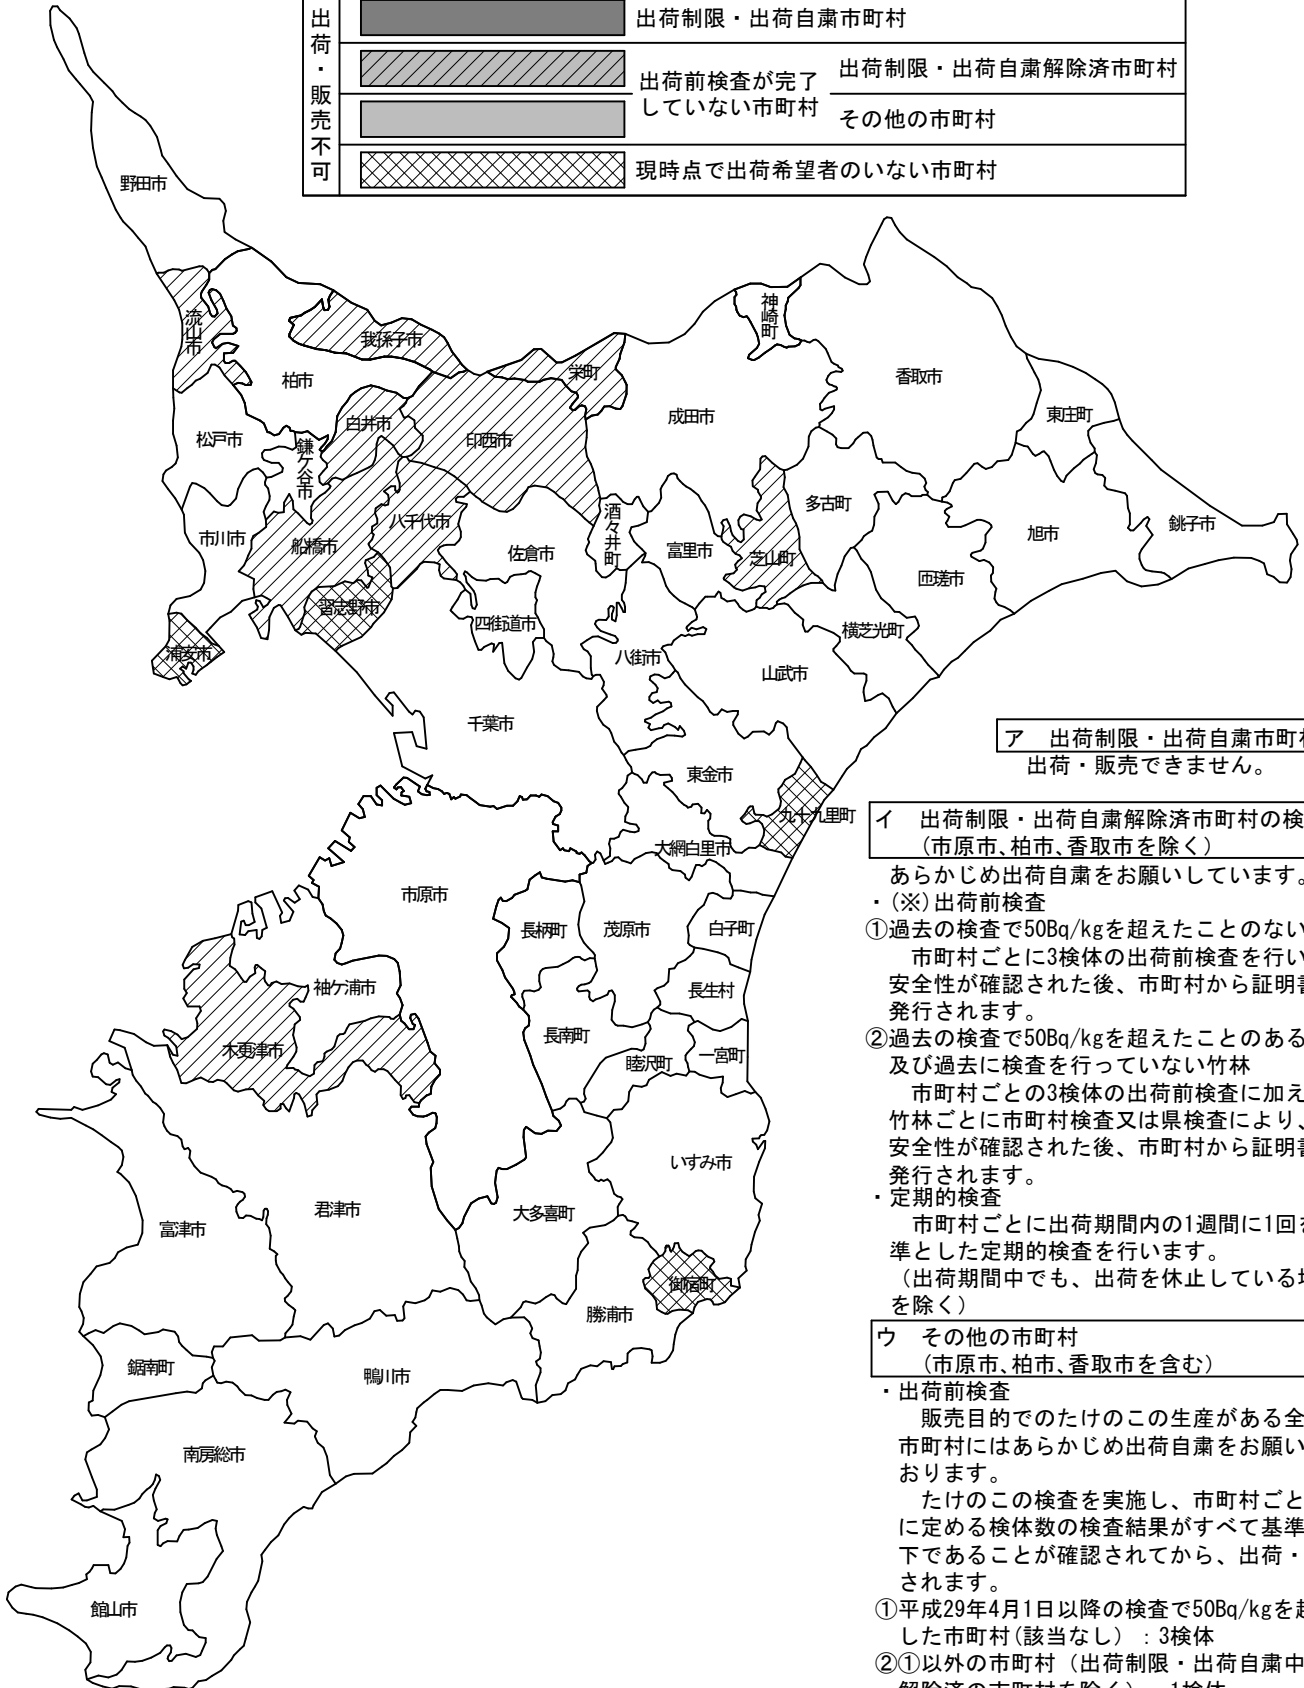 出荷・販売不可
出荷制限・出荷自粛市町村
出荷前検査が完了
していない市町村
出荷制限・出荷自粛解除済市町村
その他の市町村
現時点で出荷希望者のいない市町村
野田市
流山市
我孫子市
柏市
松戸市
鎌ケ谷市
白井市
印西市
栄町
成田市
神崎町
香取市
東庄町
銚子市
旭市
匝瑳市
多古町
芝山町
富里市
酒々井町
佐倉市
八千代市
船橋市
市川市
習志野市
浦安市
四街道市
八街市
山武市
横芝光町
千葉市
東金市
九十九里町
大網白里市
市原市
長柄町
茂原市
白子町
長生村
長南町
睦沢町
一宮町
袖ケ浦市
木更津市
いすみ市
大多喜町
君津市
富津市
御宿町
勝浦市
鋸南町
鴨川市
南房総市
館山市
ア 出荷制限・出荷自粛市町村
出荷・販売できません。
イ 出荷制限・出荷自粛解除済市町村の検
(市原市、柏市、香取市を除く)
あらかじめ出荷自粛をお願いしています。
・(※)出荷前検査
①過去の検査で50Bq/kgを超えたことのない
市町村ごとに3検体の出荷前検査を行い
安全性が確認された後、市町村から証明書
発行されます。
②過去の検査で50Bq/kgを超えたことのある
及び過去に検査を行っていない竹林
市町村ごとの3検体の出荷前検査に加え
竹林ごとに市町村検査又は県検査により、
安全性が確認された後、市町村から証明書
発行されます。
・定期的検査
市町村ごとに出荷期間内の1週間に1回を
準とした定期的検査を行います。
(出荷期間中でも、出荷を休止している場
を除く)
ウ その他の市町村
(市原市、柏市、香取市を含む)
・出荷前検査
販売目的でのたけのこの生産がある全
市町村にはあらかじめ出荷自粛をお願い
おります。
たけのこの検査を実施し、市町村ごと
に定める検体数の検査結果がすべて基準
下であることが確認されてから、出荷・
されます。
①平成29年4月1日以降の検査で50Bq/kgを超
した市町村(該当なし) : 3検体
②①以外の市町村(出荷制限・出荷自粛中
解除済の市町村を除く) : 1検体